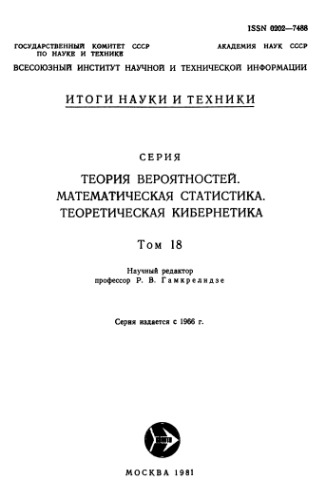 ISSN 0202—7488
ГОСУДАРСТВЕННЫЙ КОМИТЕТ СССР
ПО НАУКЕ И ТЕХНИКЕ
АКАДЕМИЯ НАУК СССР
ВСЕСОЮЗНЫЙ ИНСТИТУТ НАУЧНОЙ И ТЕХНИЧЕСКОЙ ИНФОРМАЦИИ
ИТОГИ НАУКИ И ТЕХНИКИ
СЕРИЯ
ТЕОРИЯ ВЕРОЯТНОСТЕЙ.
МАТЕМАТИЧЕСКАЯ СТАТИСТИКА.
ТЕОРЕТИЧЕСКАЯ КИБЕРНЕТИКА
Том 18
Научный редактор
профессор Р. В. Гамкрелидзе
Серия издается с 1966 г.
МОСКВА 1981